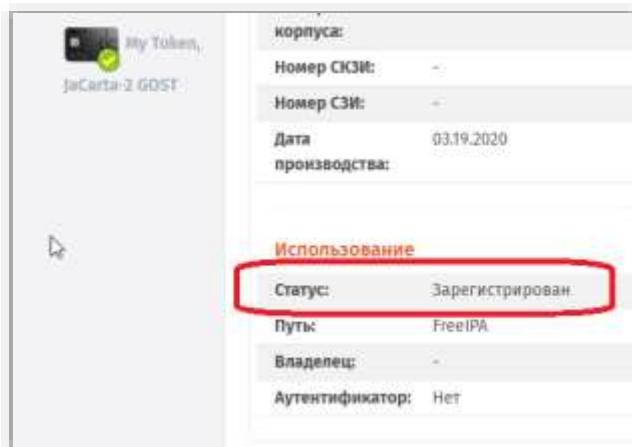 My Token,
JaCarta-2 GOST
корпуса:
Номер СКЗИ: -
Номер СЗИ: -
Дата производства: 03.19.2020
Использование
Статус: Зарегистрирован
Путь: FreeIPA
Владелец: -
Аутентификатор: Нет